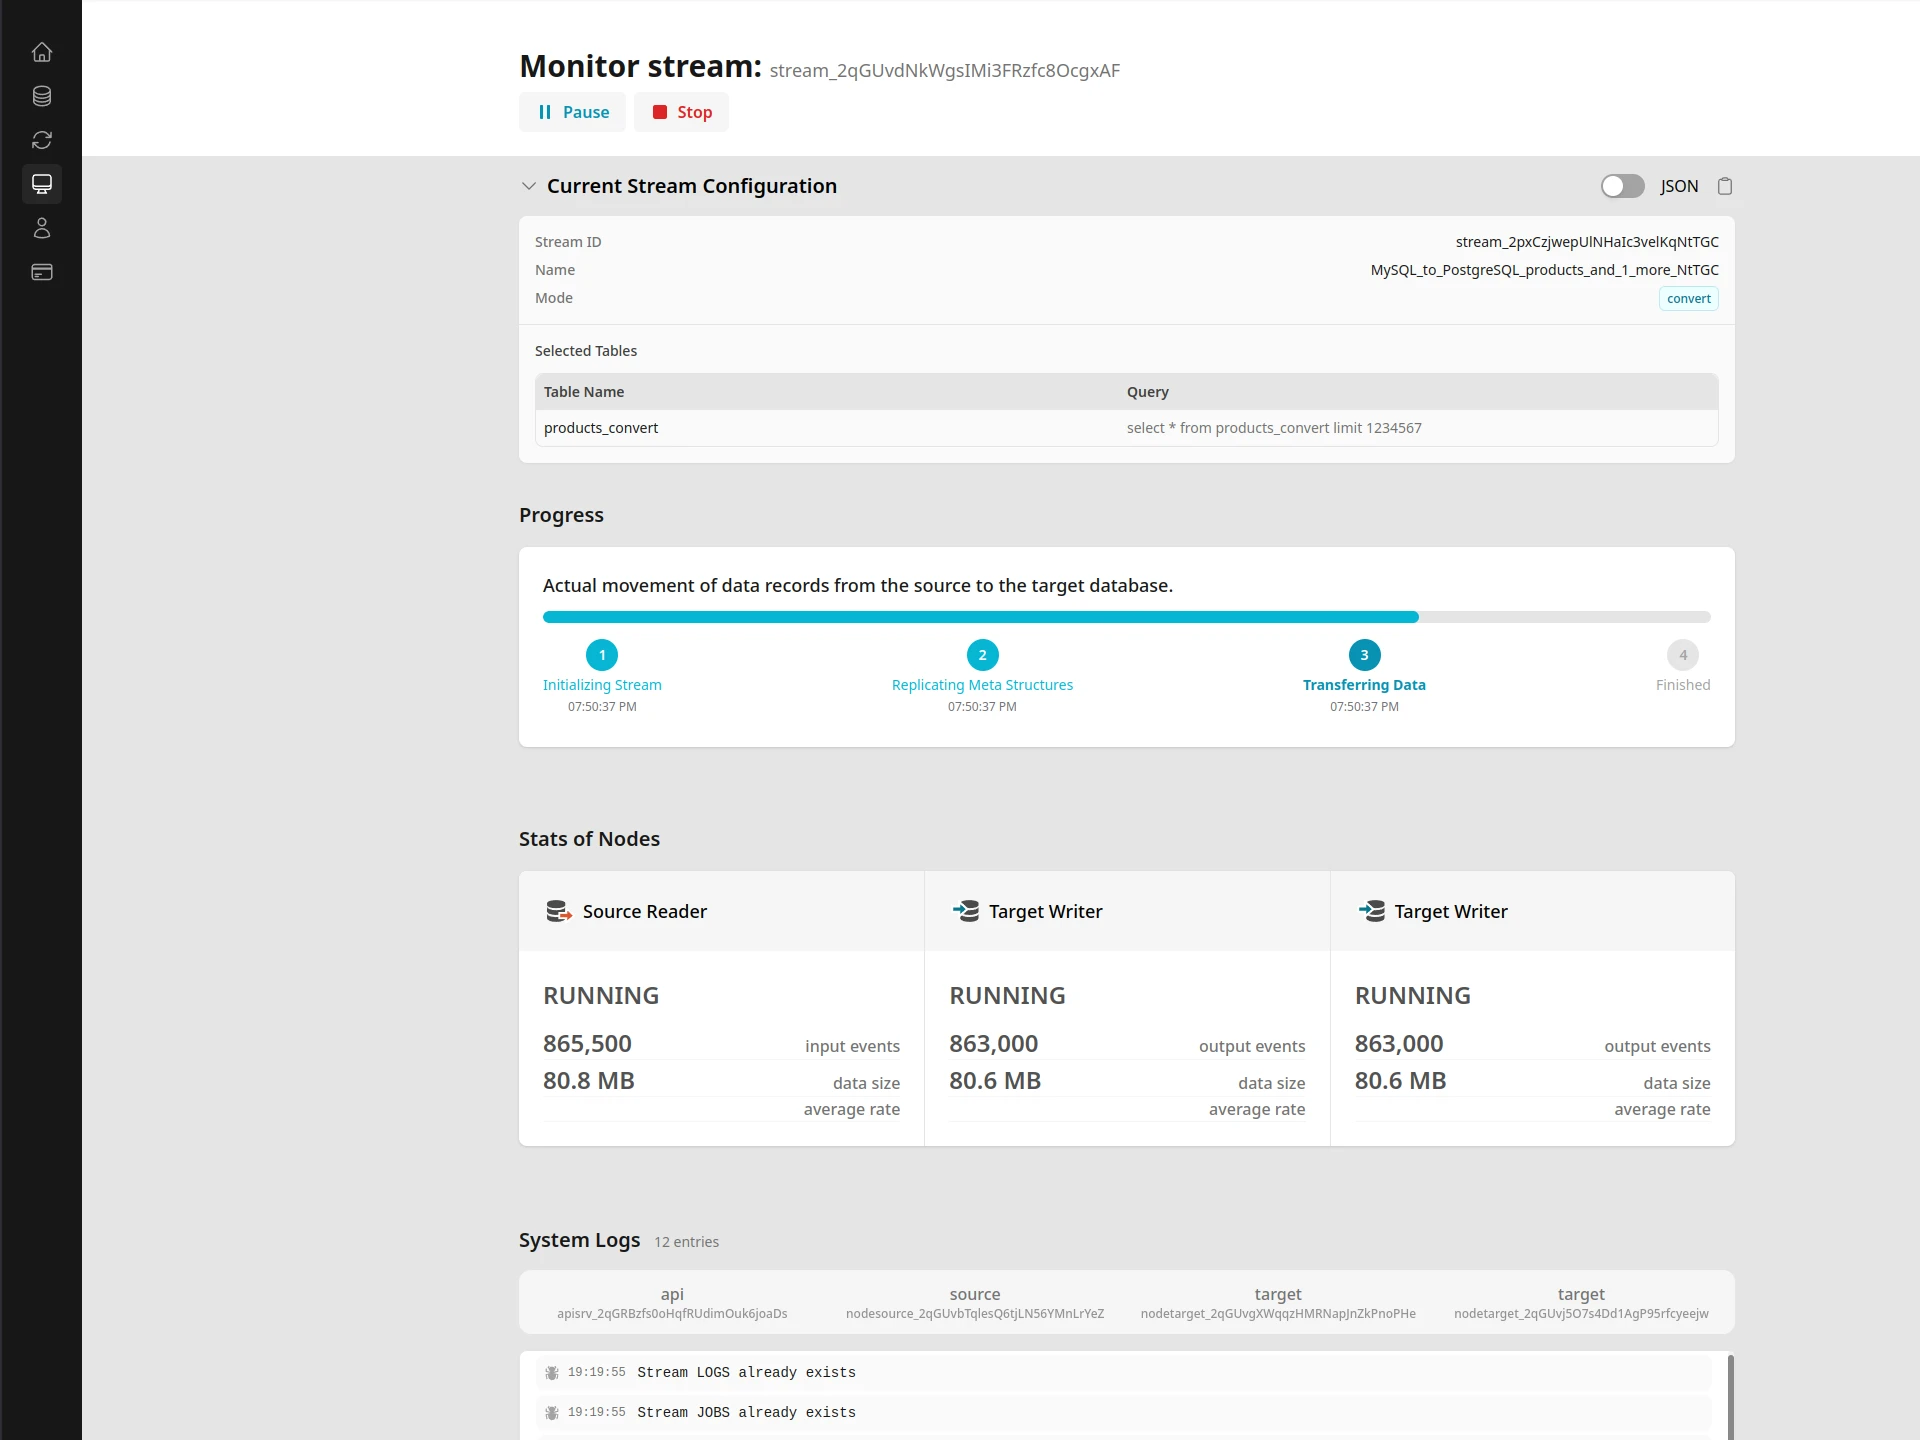 Monitor stream: stream_2qGUvdNkWgsIMi3FRzfc8OcgxAF
Pause Stop
Current Stream Configuration JSON
Stream ID stream_2pxCzjwepUlNHaIc3velKqNtTGC
Name MySQL_to_PostgreSQL_products_and_1_more_NtTGC
Mode convert
Selected Tables
Table Name Query
products_convert select * from products_convert limit 1234567
Progress
Actual movement of data records from the source to the target database.
1 2 3 4
Initializing Stream Replicating Meta Structures Transferring Data Finished
07:50:37 PM 07:50:37 PM 07:50:37 PM
Stats of Nodes
Source Reader Target Writer Target Writer
RUNNING RUNNING RUNNING
865,500 input events 863,000 output events 863,000 output events
80.8 MB data size 80.6 MB data size 80.6 MB data size
average rate average rate average rate
System Logs 12 entries
api source target target
apisrv_2qGRBzfs0oHqfRUdimOuk6joaDs nodesource_2qGUvbTqlesQ6tjLN56YMnLrYeZ nodetarget_2qGUvgXWqqzHMRNapJnZkPnoPHe nodetarget_2qGUvj5O7s4Dd1AgP95rfcyeejw
19:19:55 Stream LOGS already exists
19:19:55 Stream JOBS already exists